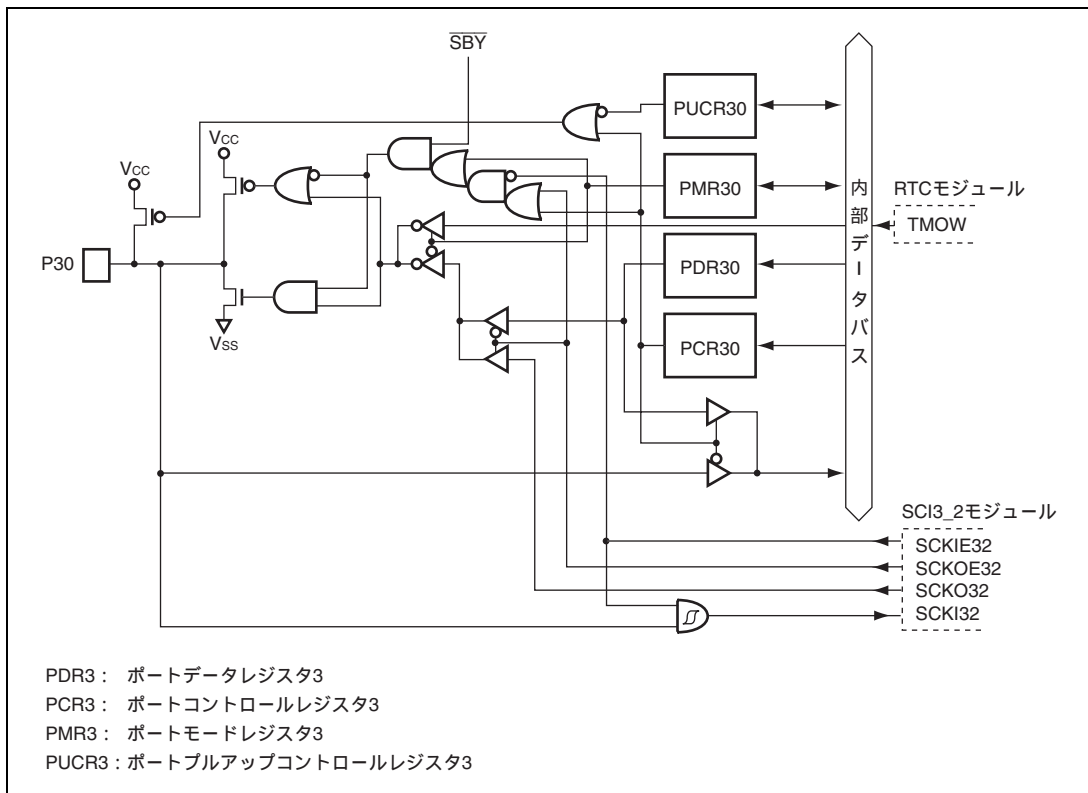 SBY
PUCR30
VCC
VCC
PMR30
RTCモジュール
TMOW
内部データバス
P30
PDR30
VSS
PCR30
SCI3_2モジュール
SCKIE32
SCKOE32
SCKO32
SCKI32
PDR3： ポートデータレジスタ3
PCR3： ポートコントロールレジスタ3
PMR3： ポートモードレジスタ3
PUCR3：ポートプルアップコントロールレジスタ3